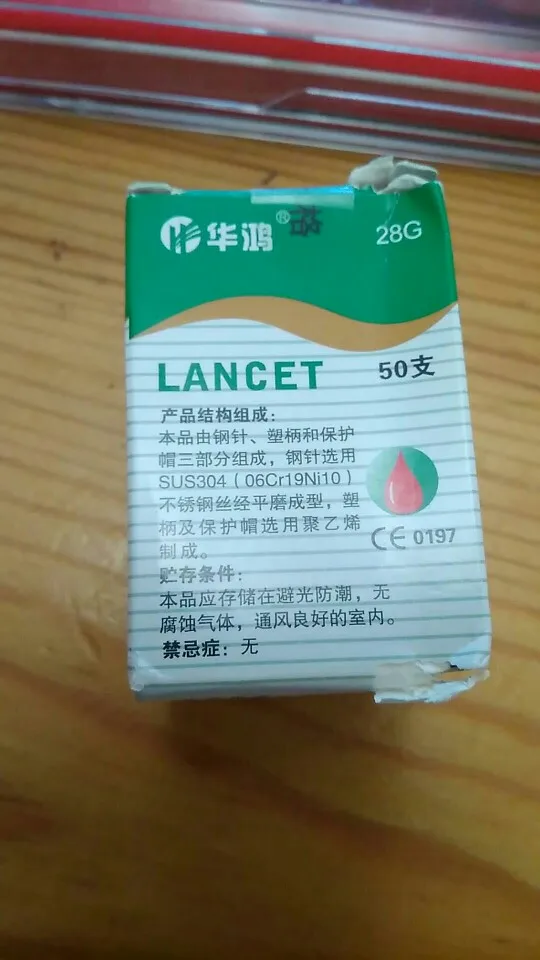 华鸿® 格
28G
LANCET 50支
产品结构组成：
本品由钢针、塑柄和保护
帽三部分组成，钢针选用
SUS304（06Cr19Ni10）
不锈钢丝经平磨成型，塑
柄及保护帽选用聚乙烯
制成。
CE 0197
贮存条件：
本品应存储在避光防潮，无
腐蚀气体，通风良好的室内。
禁忌症：无